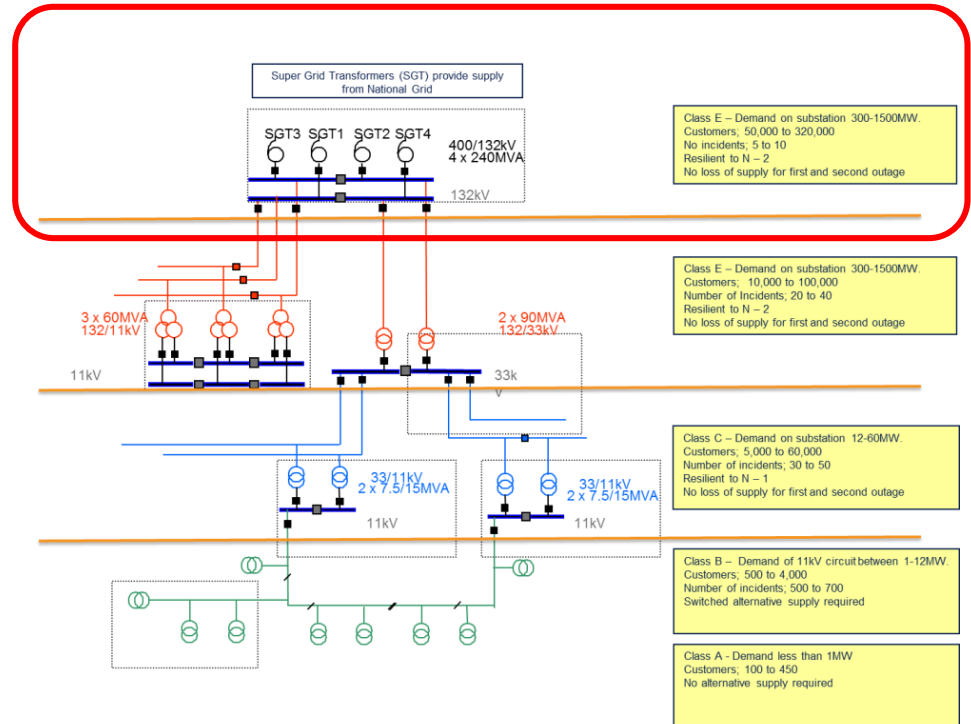 Super Grid Transformers (SGT) provide supply
from National Grid
SGT3 SGT1 SGT2 SGT4
400/132kV
4 x 240MVA
132kV
Class E – Demand on substation 300-1500MW.
Customers; 50,000 to 320,000
No incidents; 5 to 10
Resilient to N – 2
No loss of supply for first and second outage
3 x 60MVA
132/11kV
11kV
2 x 90MVA
132/33kV
33k
V
Class E – Demand on substation 300-1500MW.
Customers; 10,000 to 100,000
Number of Incidents; 20 to 40
Resilient to N – 2
No loss of supply for first and second outage
33/11kV
2 x 7.5/15MVA
11kV
33/11kV
2 x 7.5/15MVA
11kV
Class C – Demand on substation 12-60MW.
Customers; 5,000 to 60,000
Number of incidents; 30 to 50
Resilient to N – 1
No loss of supply for first and second outage
Class B – Demand of 11kV circuit between 1-12MW.
Customers; 500 to 4,000
Number of incidents; 500 to 700
Switched alternative supply required
Class A - Demand less than 1MW
Customers; 100 to 450
No alternative supply required